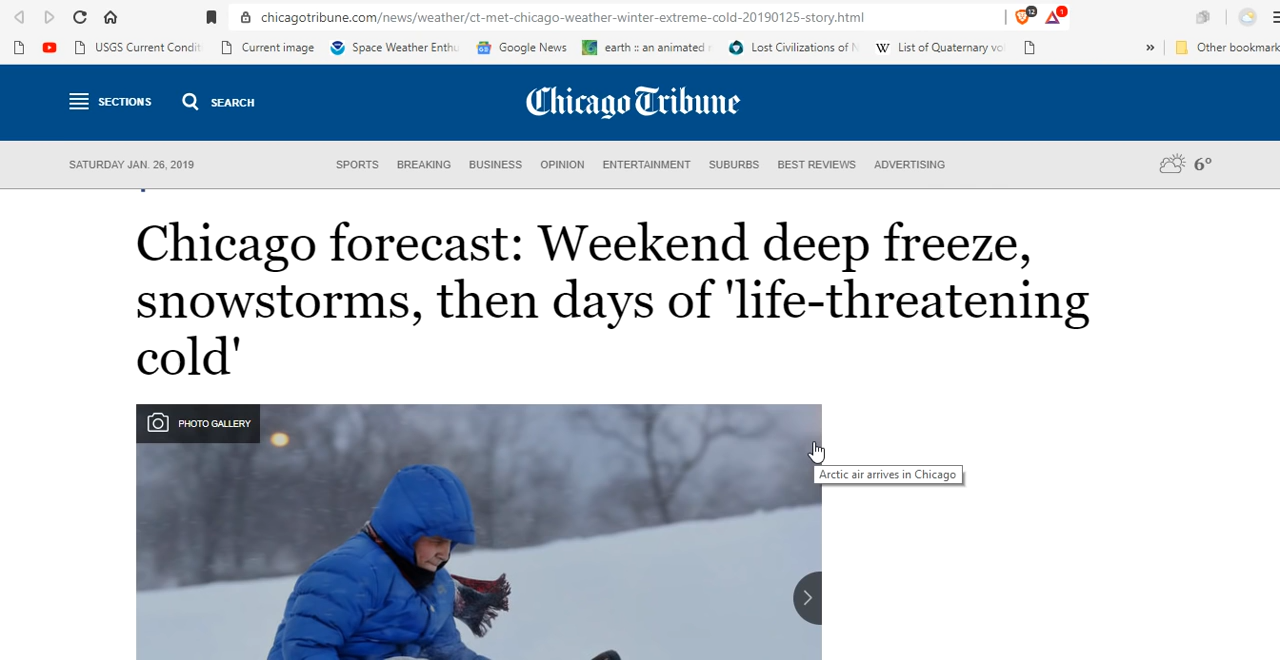 chicagotribune.com/news/weather/ct-met-chicago-weather-winter-extreme-cold-20190125-story.html
12
1
USGS Current Condit
Current image
Space Weather Enthu
Google News
earth :: an animated
Lost Civilizations of N
W
List of Quaternary vo
»
Other bookmark
SECTIONS
SEARCH
Chicago Tribune
SATURDAY JAN. 26, 2019
SPORTS
BREAKING
BUSINESS
OPINION
ENTERTAINMENT
SUBURBS
BEST REVIEWS
ADVERTISING
6°
Chicago forecast: Weekend deep freeze,
snowstorms, then days of 'life-threatening
cold'
PHOTO GALLERY
Arctic air arrives in Chicago